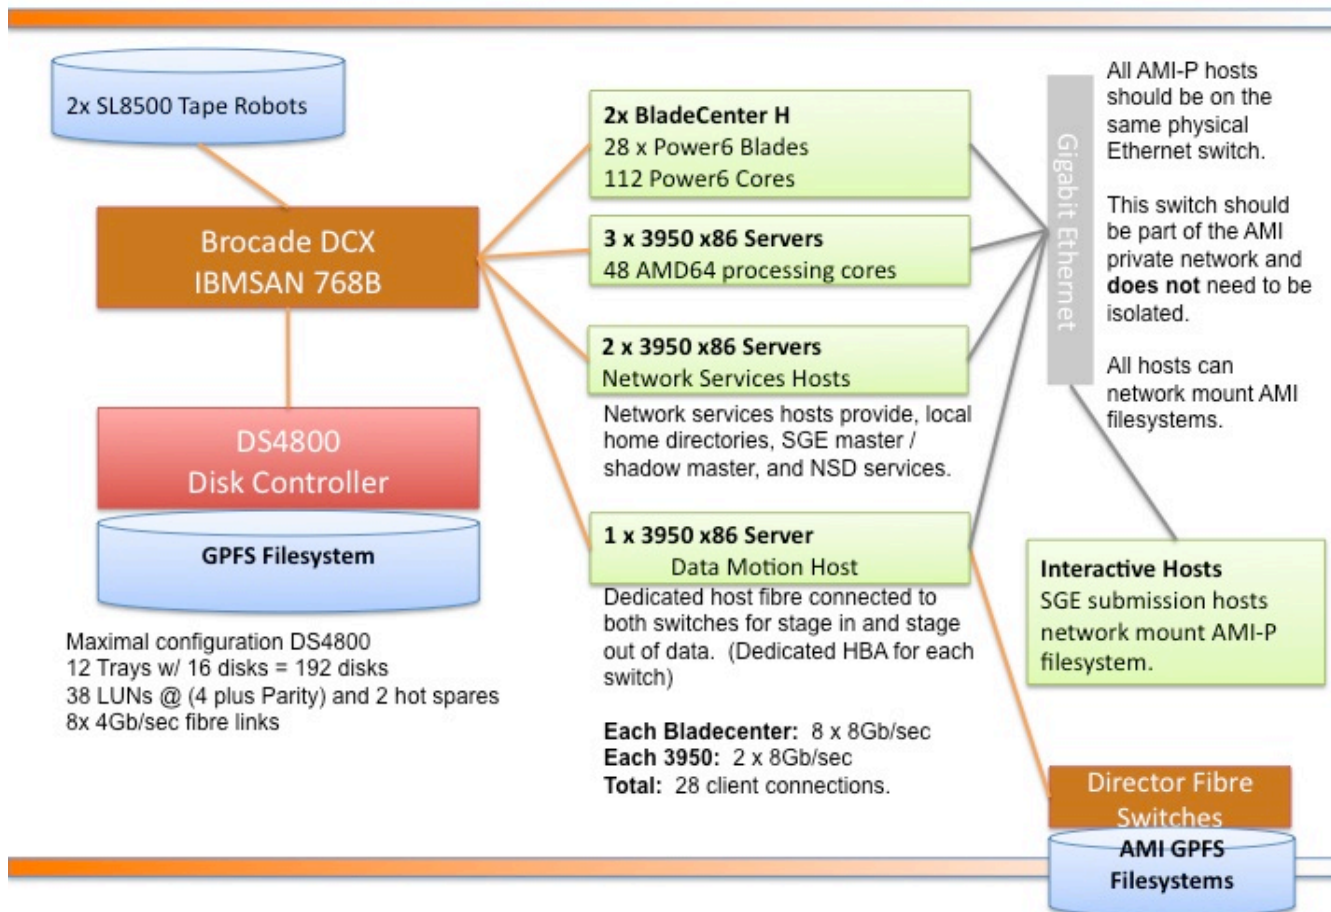 2x SL8500 Tape Robots
Brocade DCX
IBMSAN 768B
DS4800
Disk Controller
GPFS Filesystem
Maximal configuration DS4800
12 Trays w/ 16 disks = 192 disks
38 LUNs @ (4 plus Parity) and 2 hot spares
8x 4Gb/sec fibre links
2x BladeCenter H
28 x Power6 Blades
112 Power6 Cores
3 x 3950 x86 Servers
48 AMD64 processing cores
2 x 3950 x86 Servers
Network Services Hosts
Network services hosts provide, local
home directories, SGE master /
shadow master, and NSD services.
1 x 3950 x86 Server
Data Motion Host
Dedicated host fibre connected to
both switches for stage in and stage
out of data. (Dedicated HBA for each
switch)
Each Bladecenter: 8 x 8Gb/sec
Each 3950: 2 x 8Gb/sec
Total: 28 client connections.
Gigabit Ethernet
All AMI-P hosts
should be on the
same physical
Ethernet switch.
This switch should
be part of the AMI
private network and
does not need to be
isolated.
All hosts can
network mount AMI
filesystems.
Interactive Hosts
SGE submission hosts
network mount AMI-P
filesystem.
Director Fibre
Switches
AMI GPFS
Filesystems